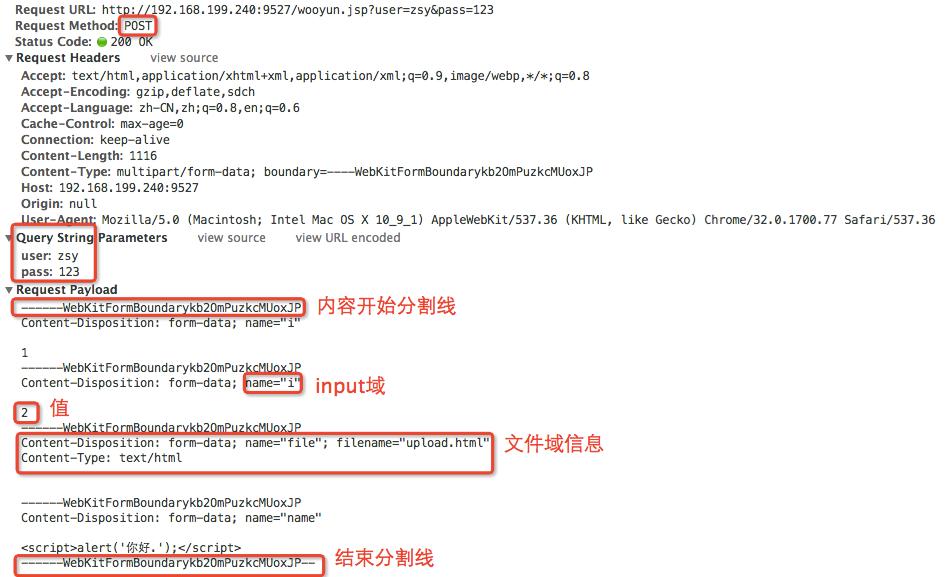 Request URL: http://192.168.199.240:9527/wooyun.jsp?user=zsy&pass=123
Request Method: POST
Status Code: 200 OK
Request Headers view source
Accept: text/html,application/xhtml+xml,application/xml;q=0.9,image/webp,*/*;q=0.8
Accept-Encoding: gzip,deflate,sdch
Accept-Language: zh-CN,zh;q=0.8,en;q=0.6
Cache-Control: max-age=0
Connection: keep-alive
Content-Length: 1116
Content-Type: multipart/form-data; boundary=----WebKitFormBoundarykb2OmPuzkcMUoxJP
Host: 192.168.199.240:9527
Origin: null
User-Agent: Mozilla/5.0 (Macintosh; Intel Mac OS X 10_9_1) AppleWebKit/537.36 (KHTML, like Gecko) Chrome/32.0.1700.77 Safari/537.36
Query String Parameters view source view URL encoded
user: zsy
pass: 123
Request Payload
------WebKitFormBoundarykb2OmPuzkcMUoxJP 内容开始分割线
Content-Disposition: form-data; name="i"
1
------WebKitFormBoundarykb2OmPuzkcMUoxJP
Content-Disposition: form-data; name="i" input域
2 值
------WebKitFormBoundarykb2OmPuzkcMUoxJP
Content-Disposition: form-data; name="file"; filename="upload.html" 文件域信息
Content-Type: text/html
------WebKitFormBoundarykb2OmPuzkcMUoxJP
Content-Disposition: form-data; name="name"
<script>alert('你好.');</script>
------WebKitFormBoundarykb2OmPuzkcMUoxJP-- 结束分割线